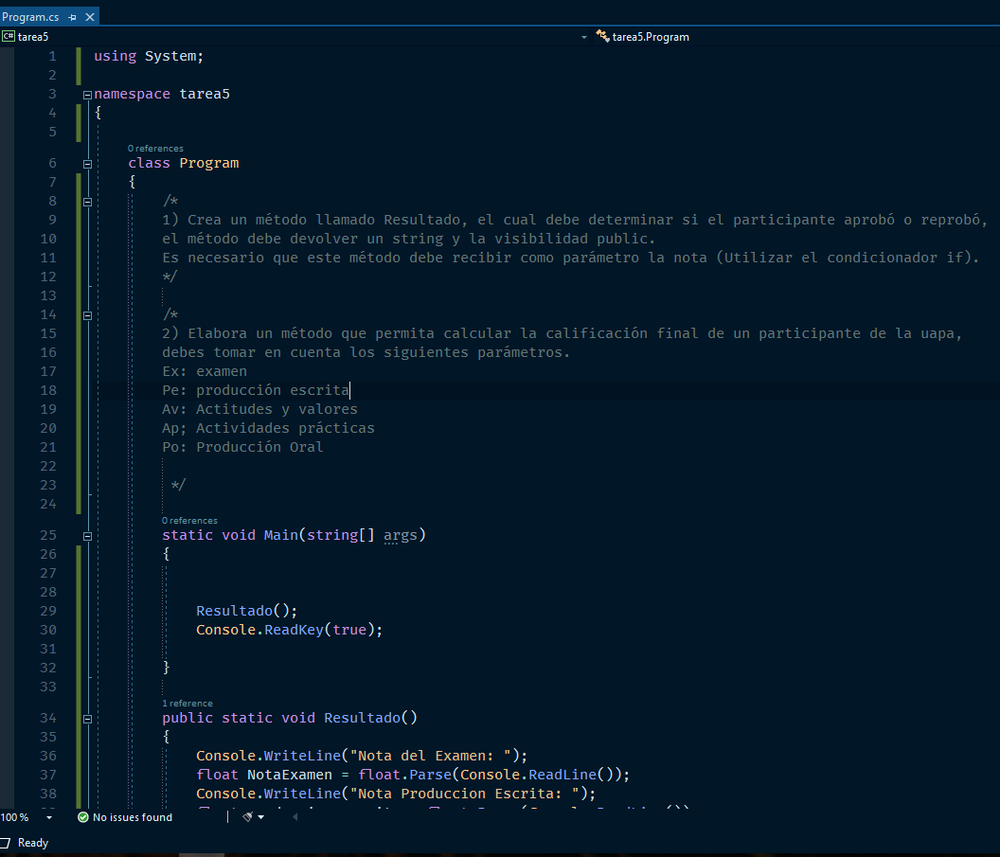 Program.cs
C# tarea5 tarea5.Program
1 using System;
2
3 namespace tarea5
4 {
5
0 references
6 class Program
7 {
8 /*
9 1) Crea un método llamado Resultado, el cual debe determinar si el participante aprobó o reprobó,
10 el método debe devolver un string y la visibilidad public.
11 Es necesario que este método debe recibir como parámetro la nota (Utilizar el condicionador if).
12 */
13
14 /*
15 2) Elabora un método que permita calcular la calificación final de un participante de la uapa,
16 debes tomar en cuenta los siguientes parámetros.
17 Ex: examen
18 Pe: producción escrita
19 Av: Actitudes y valores
20 Ap; Actividades prácticas
21 Po: Producción Oral
22
23 */
24
0 references
25 static void Main(string[] args)
26 {
27
28
29 Resultado();
30 Console.ReadKey(true);
31
32 }
33
1 reference
34 public static void Resultado()
35 {
36 Console.WriteLine("Nota del Examen: ");
37 float NotaExamen = float.Parse(Console.ReadLine());
38 Console.WriteLine("Nota Produccion Escrita: ");
100 % No issues found
Ready